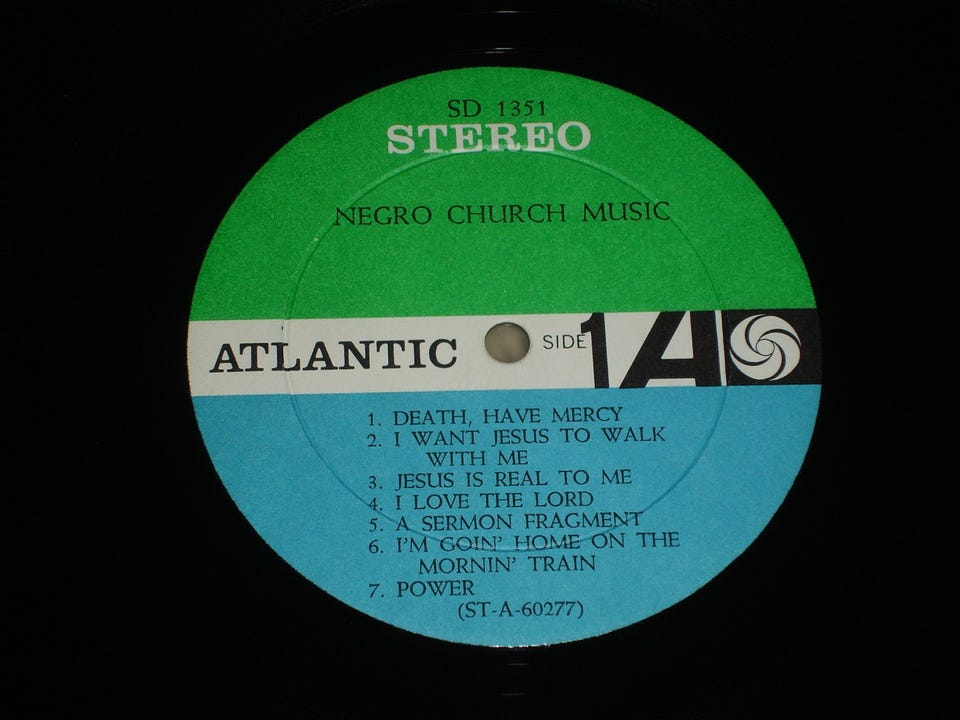 SD 1351
STEREO
NEGRO CHURCH MUSIC
ATLANTIC SIDE 1 A
1. DEATH, HAVE MERCY
2. I WANT JESUS TO WALK
WITH ME
3. JESUS IS REAL TO ME
4. I LOVE THE LORD
5. A SERMON FRAGMENT
6. I'M GOIN' HOME ON THE
MORNIN' TRAIN
7. POWER
(ST-A-60277)